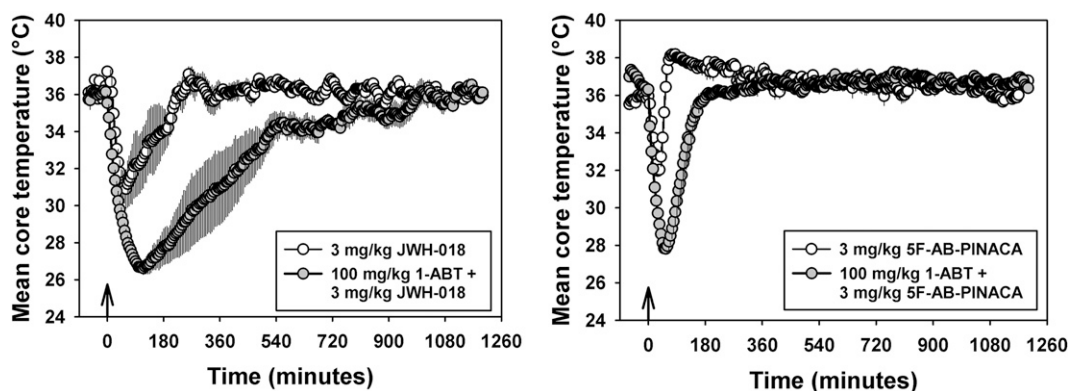 Mean core temperature (°C)
40
38
36
34
32
30
28
26
24
3 mg/kg JWH-018
100 mg/kg 1-ABT +
3 mg/kg JWH-018
0 180 360 540 720 900 1080 1260
Time (minutes)
Mean core temperature (°C)
40
38
36
34
32
30
28
26
24
3 mg/kg 5F-AB-PINACA
100 mg/kg 1-ABT +
3 mg/kg 5F-AB-PINACA
0 180 360 540 720 900 1080 1260
Time (minutes)